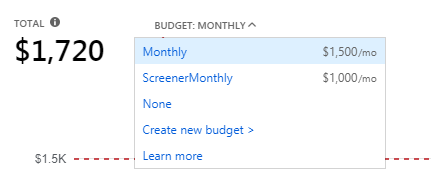 TOTAL
BUDGET: MONTHLY
$1,720
Monthly $1,500/mo
ScreenerMonthly $1,000/mo
None
Create new budget >
Learn more
$1.5K